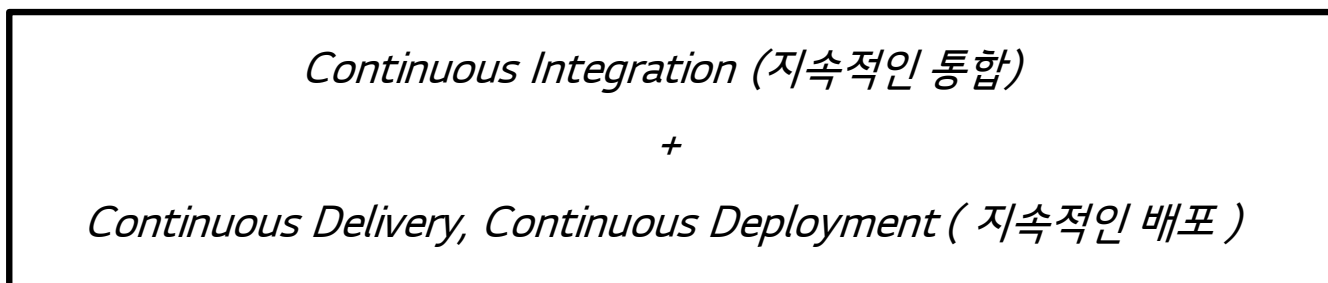 Continuous Integration (지속적인 통합)
+
Continuous Delivery, Continuous Deployment ( 지속적인 배포 )